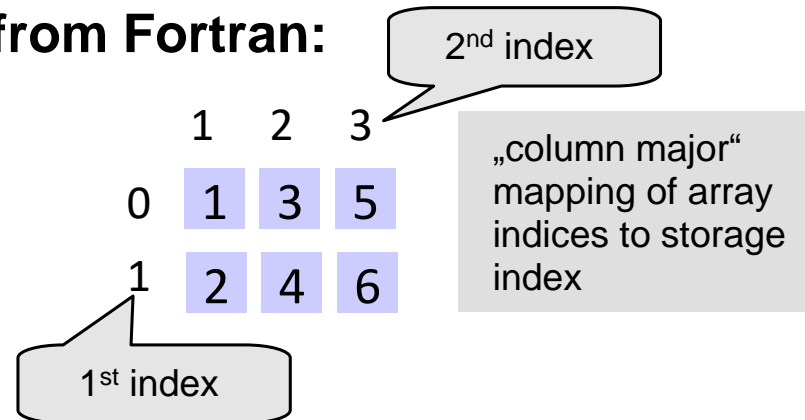 from Fortran:
2nd index
1 2 3
„column major“
mapping of array
indices to storage
index
0 1 3 5
1 2 4 6
1st index